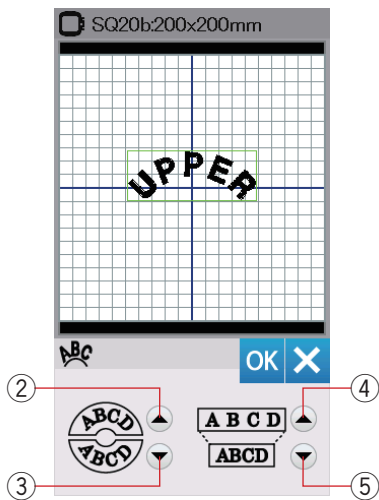 SQ20b:200x200mm
UPPER
ABC
OK
② ④
ABCD A B C D
ABCD ABCD
③ ⑤